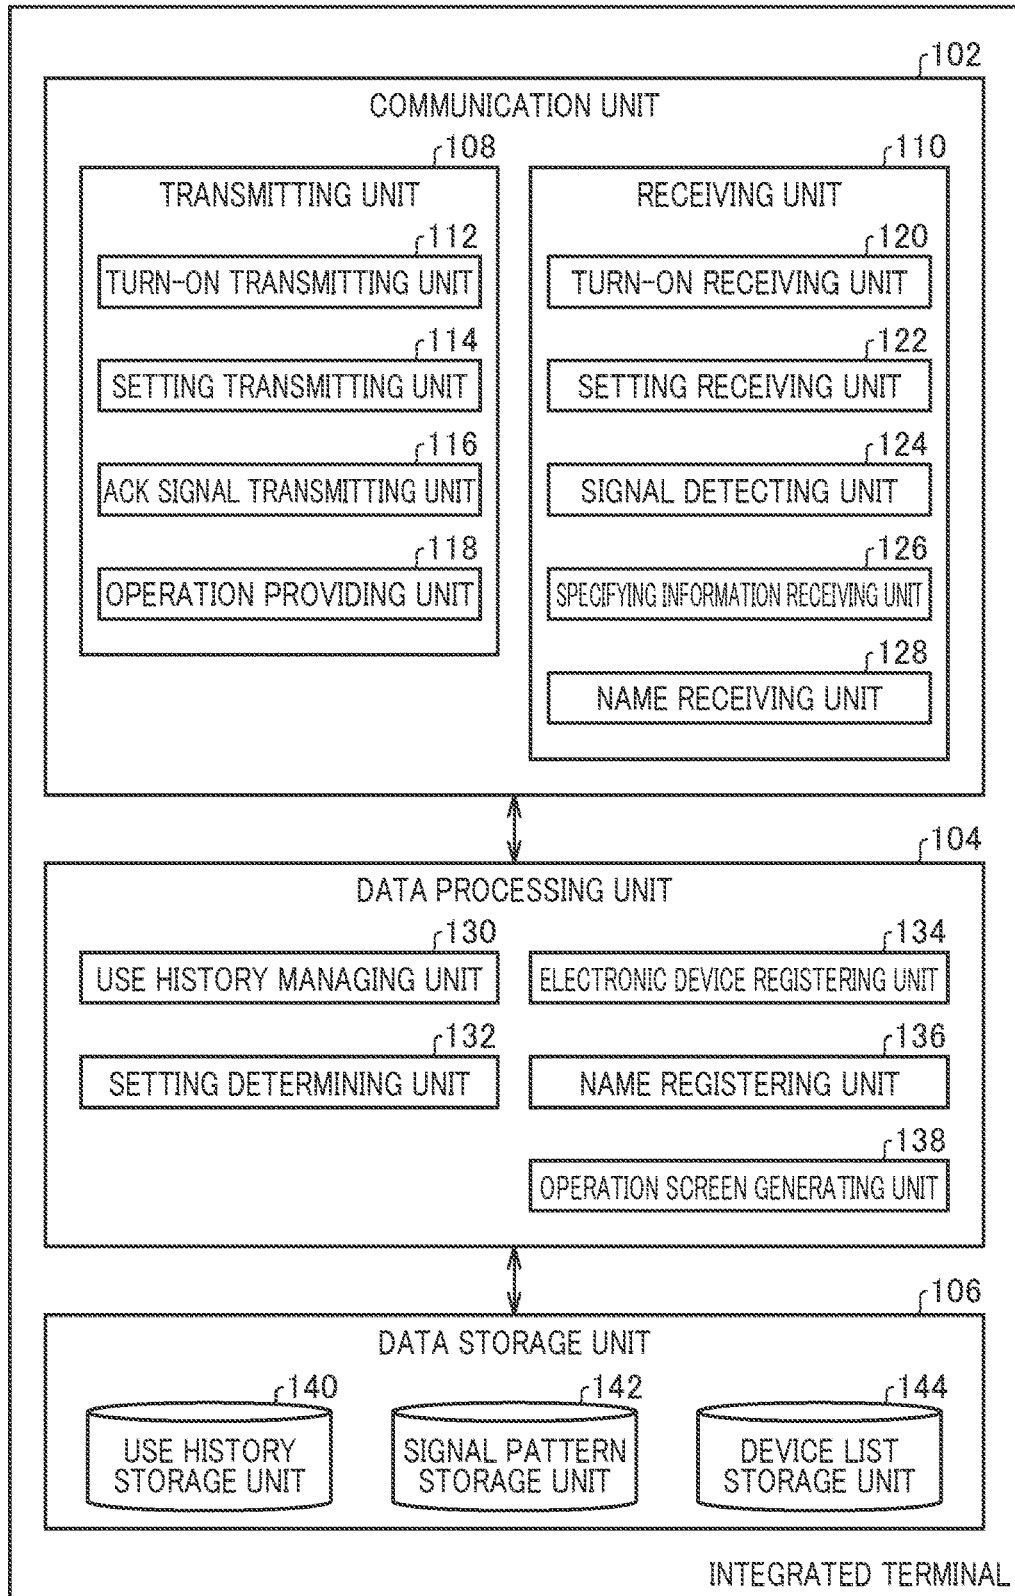 102
COMMUNICATION UNIT
108
TRANSMITTING UNIT
112
TURN-ON TRANSMITTING UNIT
114
SETTING TRANSMITTING UNIT
116
ACK SIGNAL TRANSMITTING UNIT
118
OPERATION PROVIDING UNIT
110
RECEIVING UNIT
120
TURN-ON RECEIVING UNIT
122
SETTING RECEIVING UNIT
124
SIGNAL DETECTING UNIT
126
SPECIFYING INFORMATION RECEIVING UNIT
128
NAME RECEIVING UNIT
104
DATA PROCESSING UNIT
130
USE HISTORY MANAGING UNIT
132
SETTING DETERMINING UNIT
134
ELECTRONIC DEVICE REGISTERING UNIT
136
NAME REGISTERING UNIT
138
OPERATION SCREEN GENERATING UNIT
106
DATA STORAGE UNIT
140
USE HISTORY
STORAGE UNIT
142
SIGNAL PATTERN
STORAGE UNIT
144
DEVICE LIST
STORAGE UNIT
INTEGRATED TERMINAL